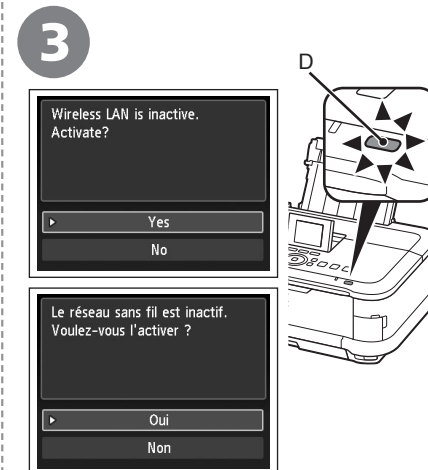 3
D
Wireless LAN is inactive.
Activate?
Yes
No
Le réseau sans fil est inactif.
Voulez-vous l'activer ?
Oui
Non